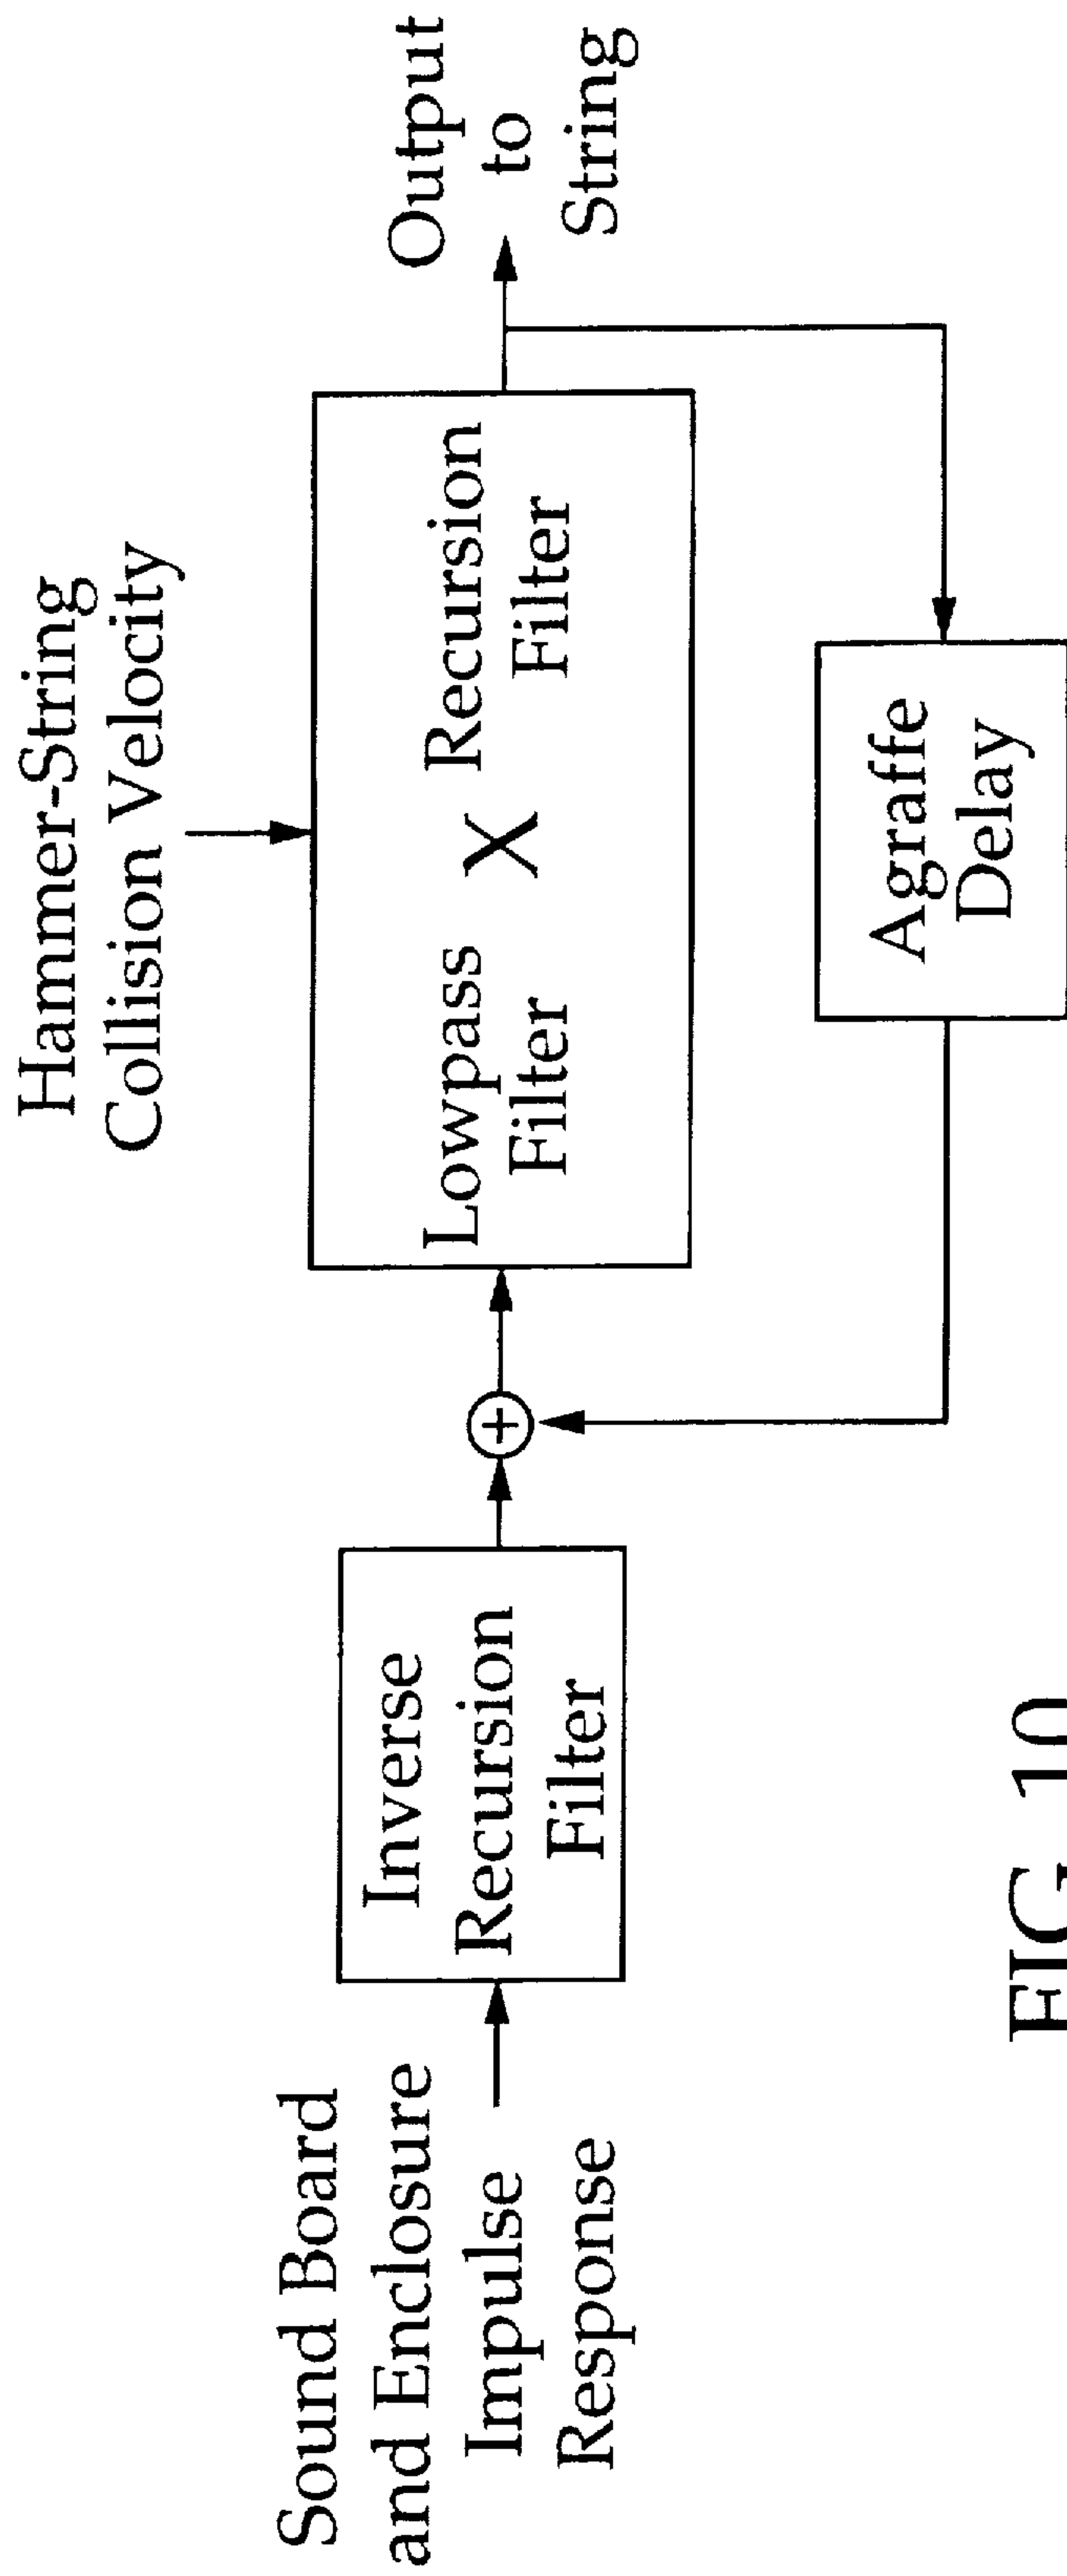 Hammer-String
Collision Velocity
Sound Board
and Enclosure
Impulse
Response
Inverse
Recursion
Filter
+
Lowpass
Filter
X
Recursion
Filter
Output
to
String
Agraffe
Delay
FIG 10